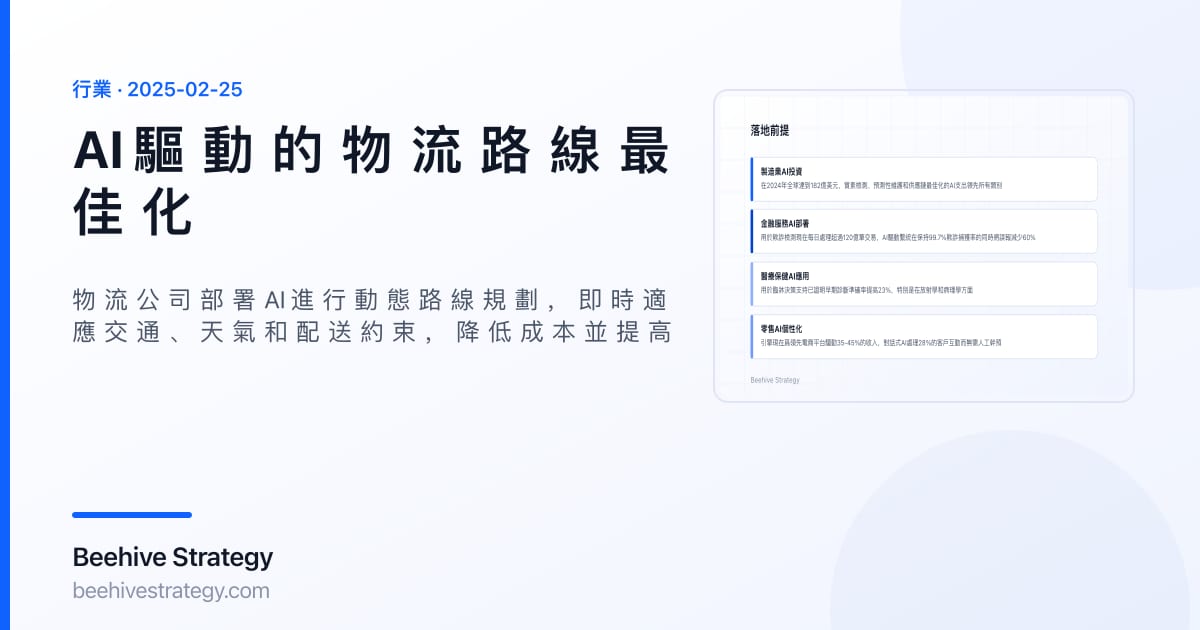 行業 · 2025-02-25
AI驅動的物流路線最
佳化
物流公司部署AI進行動態路線規劃，即時適
應交通、天氣和配送約束，降低成本並提高
落地前提
製造業AI投資
在2024年全球達到182億美元，質素檢測、預測性維護和供應鏈最佳化的AI支出領先所有類別
金融服務AI部署
用於欺詐檢測現在每日處理超過120億筆交易，AI驅動系統在保持99.7%欺詐捕獲率的同時將誤報減少60%
醫療保健AI應用
用於臨牀決策支持已證明早期診斷準確率提高23%，特別是在放射學和病理學方面
零售AI個性化
引擎現在爲領先電商平台驅動35-45%的收入，對話式AI處理28%的客戶互動而無需人工幹預
Beehive Strategy
Beehive Strategy
beehivestrategy.com